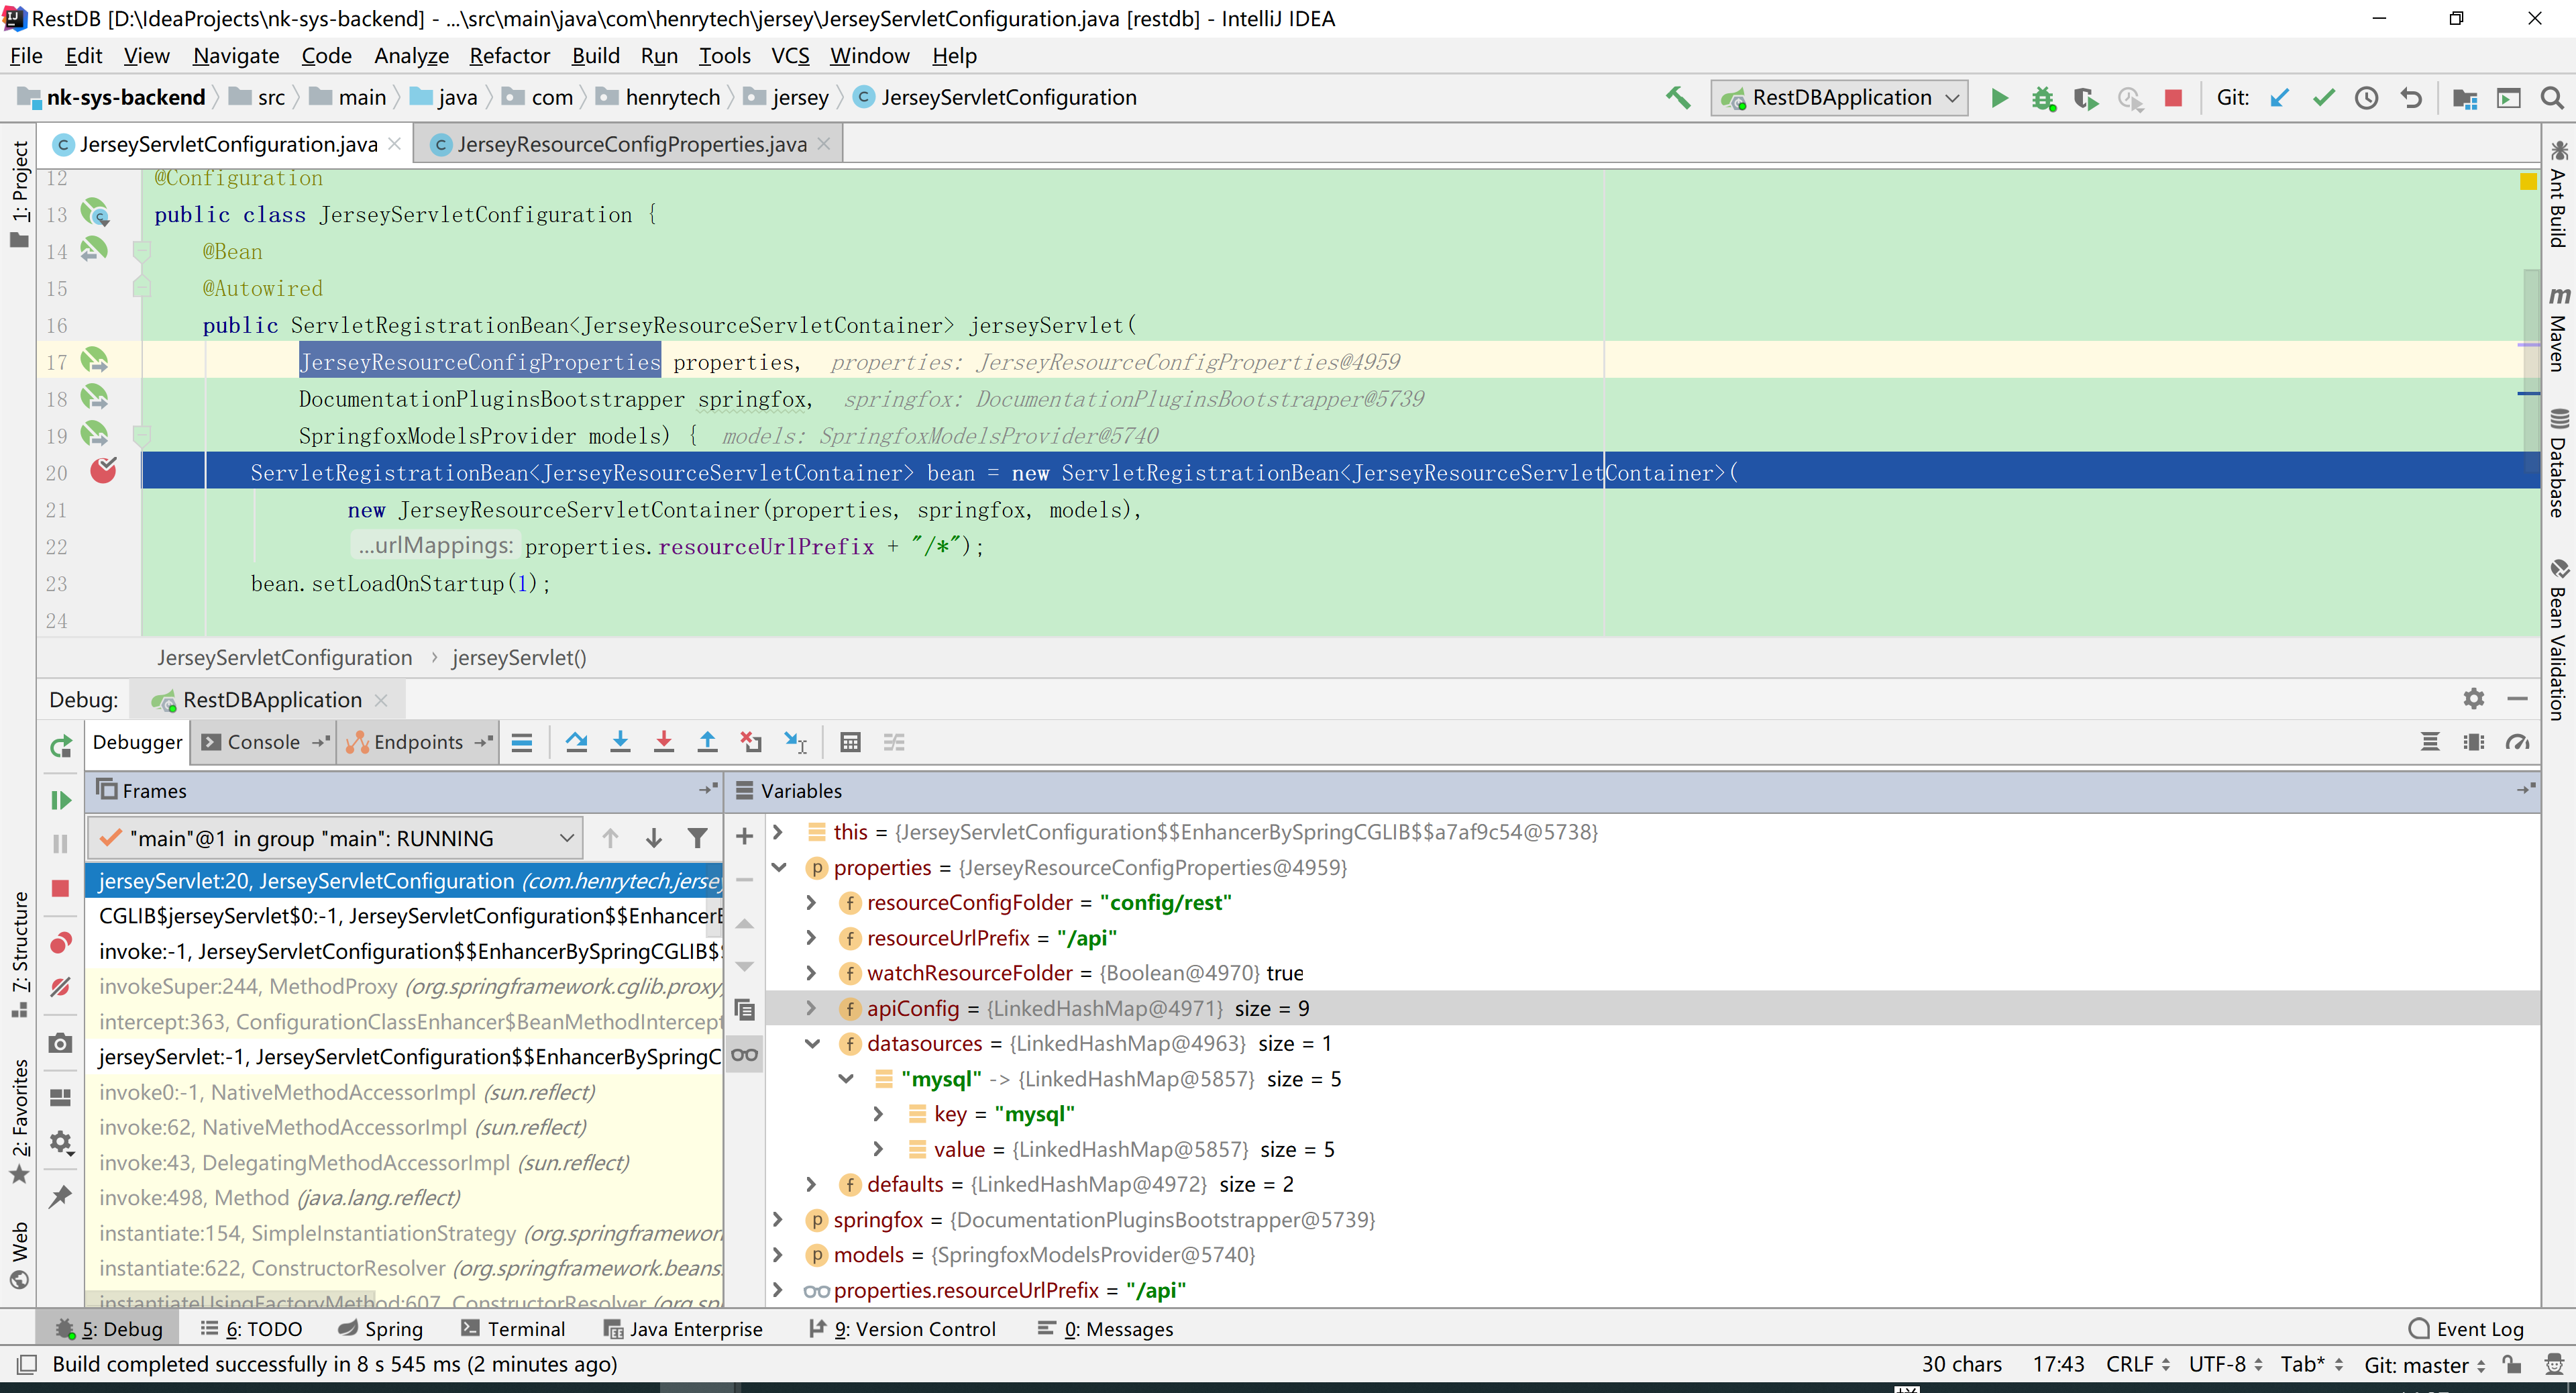 RestDB [D:\IdeaProjects\nk-sys-backend] - ...\src\main\java\com\henrytech\jersey\JerseyServletConfiguration.java [restdb] - IntelliJ IDEA
File Edit View Navigate Code Analyze Refactor Build Run Tools VCS Window Help
nk-sys-backend src main java com henrytech jersey JerseyServletConfiguration RestDBApplication Git:
JerseyServletConfiguration.java JerseyResourceConfigProperties.java
12 @Configuration
13 public class JerseyServletConfiguration {
14 @Bean
15 @Autowired
16 public ServletRegistrationBean<JerseyResourceServletContainer> jerseyServlet(
17 JerseyResourceConfigProperties properties, properties: JerseyResourceConfigProperties@4959
18 DocumentationPluginsBootstrapper springfox, springfox: DocumentationPluginsBootstrapper@5739
19 SpringfoxModelsProvider models) { models: SpringfoxModelsProvider@5740
20 ServletRegistrationBean<JerseyResourceServletContainer> bean = new ServletRegistrationBean<JerseyResourceServletContainer>(
21 new JerseyResourceServletContainer(properties, springfox, models),
22 ...urlMappings: properties.resourceUrlPrefix + "/*");
23 bean.setLoadOnStartup(1);
24
JerseyServletConfiguration › jerseyServlet()
Debug: RestDBApplication
Debugger Console Endpoints
Frames
"main"@1 in group "main": RUNNING
jerseyServlet:20, JerseyServletConfiguration (com.henrytech.jersey
CGLIB$jerseyServlet$0:-1, JerseyServletConfiguration$$EnhancerB
invoke:-1, JerseyServletConfiguration$$EnhancerBySpringCGLIB$
invokeSuper:244, MethodProxy (org.springframework.cglib.proxy
intercept:363, ConfigurationClassEnhancer$BeanMethodIntercept
jerseyServlet:-1, JerseyServletConfiguration$$EnhancerBySpringC
invoke0:-1, NativeMethodAccessorImpl (sun.reflect)
invoke:62, NativeMethodAccessorImpl (sun.reflect)
invoke:43, DelegatingMethodAccessorImpl (sun.reflect)
invoke:498, Method (java.lang.reflect)
instantiate:154, SimpleInstantiationStrategy (org.springframewor
instantiate:622, ConstructorResolver (org.springframework.beans
instantiateUsingFactoryMethod:607, ConstructorResolver (org.sp
Variables
this = {JerseyServletConfiguration$$EnhancerBySpringCGLIB$$a7af9c54@5738}
properties = {JerseyResourceConfigProperties@4959}
resourceConfigFolder = "config/rest"
resourceUrlPrefix = "/api"
watchResourceFolder = {Boolean@4970} true
apiConfig = {LinkedHashMap@4971} size = 9
datasources = {LinkedHashMap@4963} size = 1
"mysql" -> {LinkedHashMap@5857} size = 5
key = "mysql"
value = {LinkedHashMap@5857} size = 5
defaults = {LinkedHashMap@4972} size = 2
springfox = {DocumentationPluginsBootstrapper@5739}
models = {SpringfoxModelsProvider@5740}
properties.resourceUrlPrefix = "/api"
1: Project
7: Structure
2: Favorites
Web
Ant Build
Maven
Database
Bean Validation
5: Debug 6: TODO Spring Terminal Java Enterprise 9: Version Control 0: Messages Event Log
Build completed successfully in 8 s 545 ms (2 minutes ago) 30 chars 17:43 CRLF UTF-8 Tab* Git: master